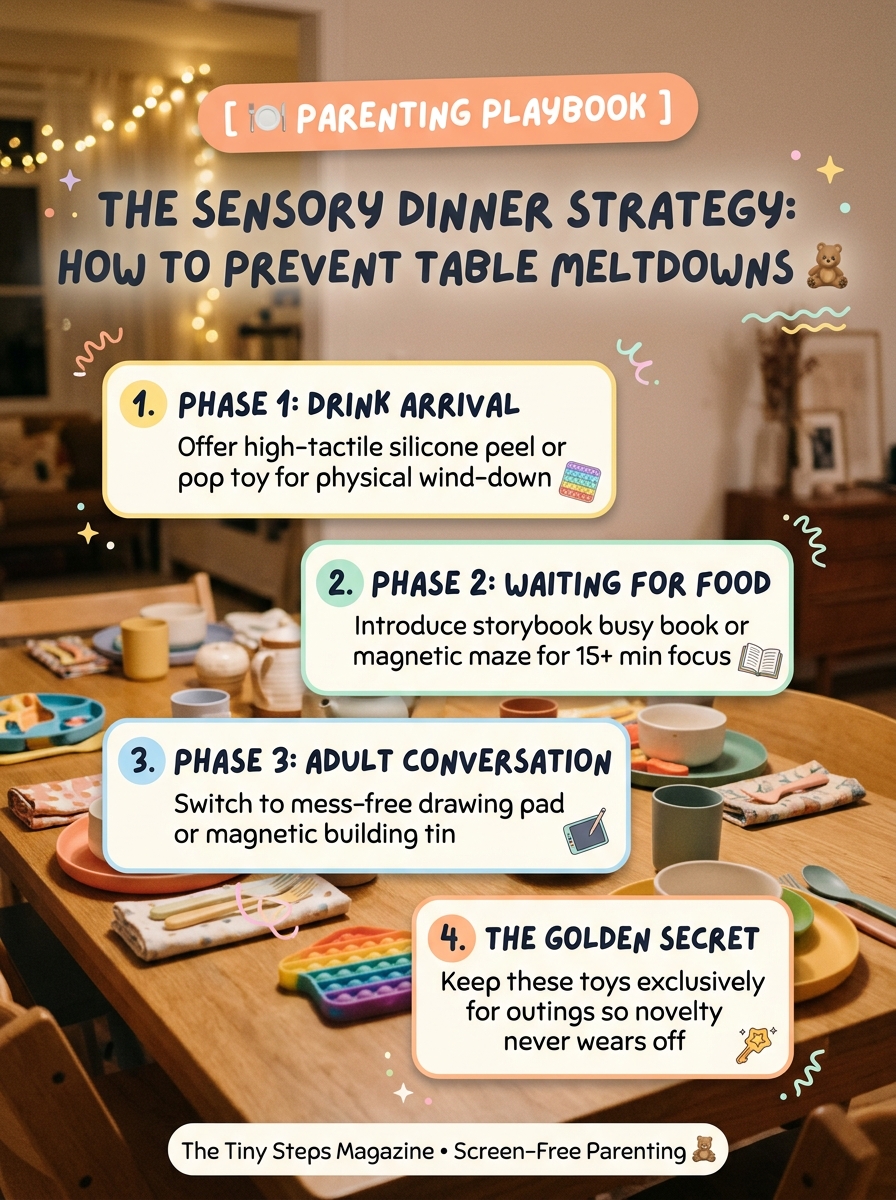 [ 🍽️ PARENTING PLAYBOOK ]
THE SENSORY DINNER STRATEGY:
HOW TO PREVENT TABLE MELTDOWNS 🧸
1. PHASE 1: DRINK ARRIVAL
Offer high-tactile silicone peel or
pop toy for physical wind-down
2. PHASE 2: WAITING FOR FOOD
Introduce storybook busy book or
magnetic maze for 15+ min focus
3. PHASE 3: ADULT CONVERSATION
Switch to mess-free drawing pad
or magnetic building tin
4. THE GOLDEN SECRET
Keep these toys exclusively
for outings so novelty
never wears off
The Tiny Steps Magazine • Screen-Free Parenting 🧸